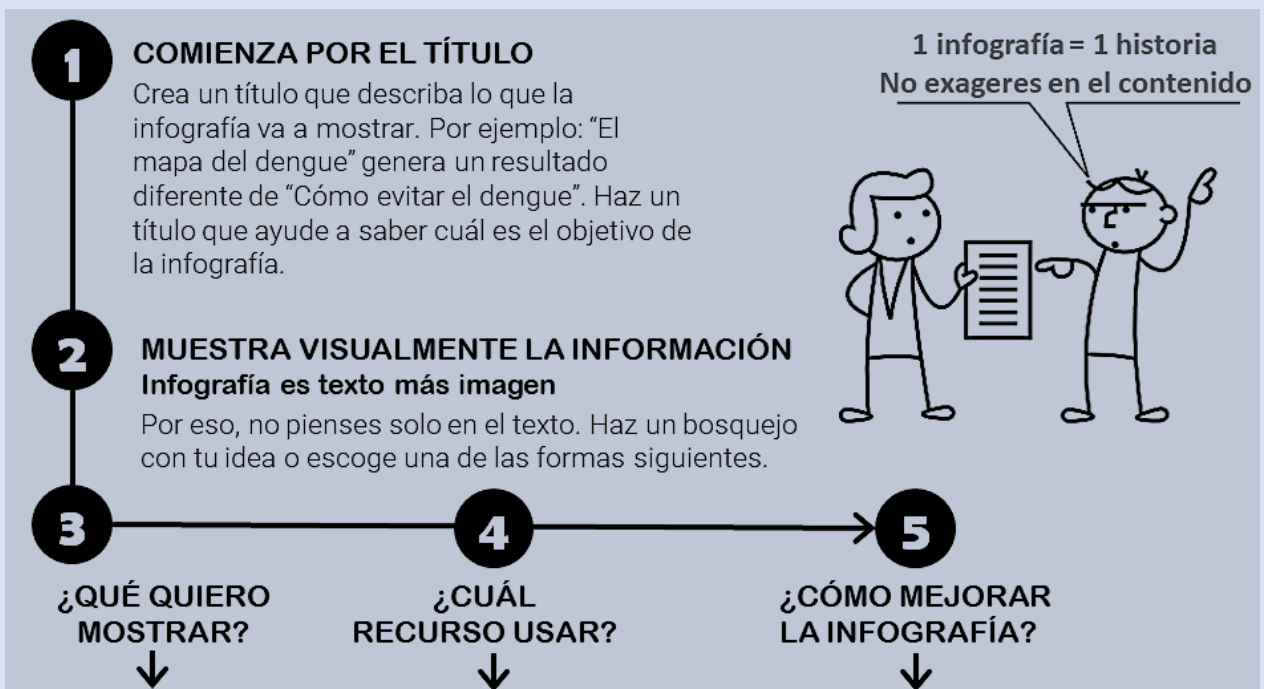 1
COMIENZA POR EL TÍTULO
Crea un título que describa lo que la
infografía va a mostrar. Por ejemplo: “El
mapa del dengue” genera un resultado
diferente de “Cómo evitar el dengue”. Haz un
título que ayude a saber cuál es el objetivo de
la infografía.
1 infografía = 1 historia
No exageres en el contenido
2
MUESTRA VISUALMENTE LA INFORMACIÓN
Infografía es texto más imagen
Por eso, no pienses solo en el texto. Haz un bosquejo
con tu idea o escoge una de las formas siguientes.
3
¿QUÉ QUIERO
MOSTRAR?
4
¿CUÁL
RECURSO USAR?
5
¿CÓMO MEJORAR
LA INFOGRAFÍA?